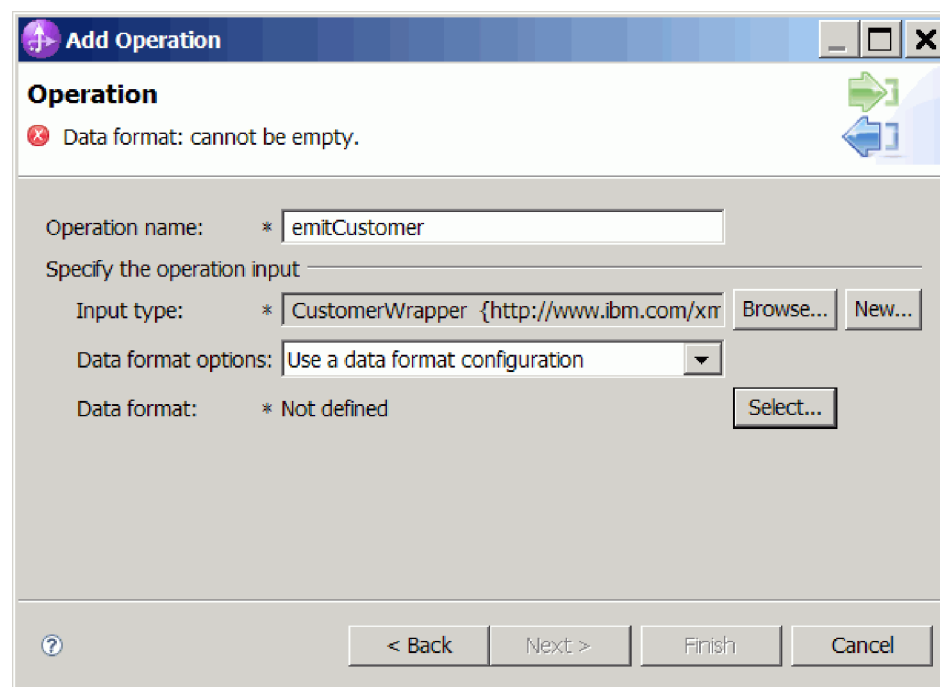 Add Operation
Operation
Data format: cannot be empty.
Operation name: * emitCustomer
Specify the operation input
Input type: * CustomerWrapper {http://www.ibm.com/xm Browse... New...
Data format options: Use a data format configuration
Data format: * Not defined Select...
? < Back Next > Finish Cancel